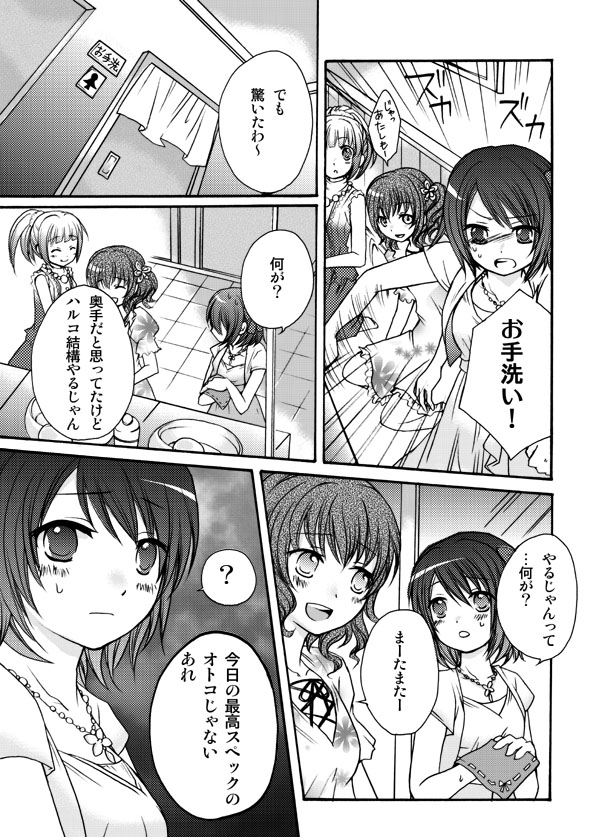 ズカ
ズカ
じゃ
あたしも
お手洗い！
お手洗
でも
驚いたわ〜
何が？
奥手だと思ってたけど
ハルコ結構やるじゃん
やるじゃんって
…何が？
まーたまたー
？
今日の最高スペックの
オトコじゃない
あれ